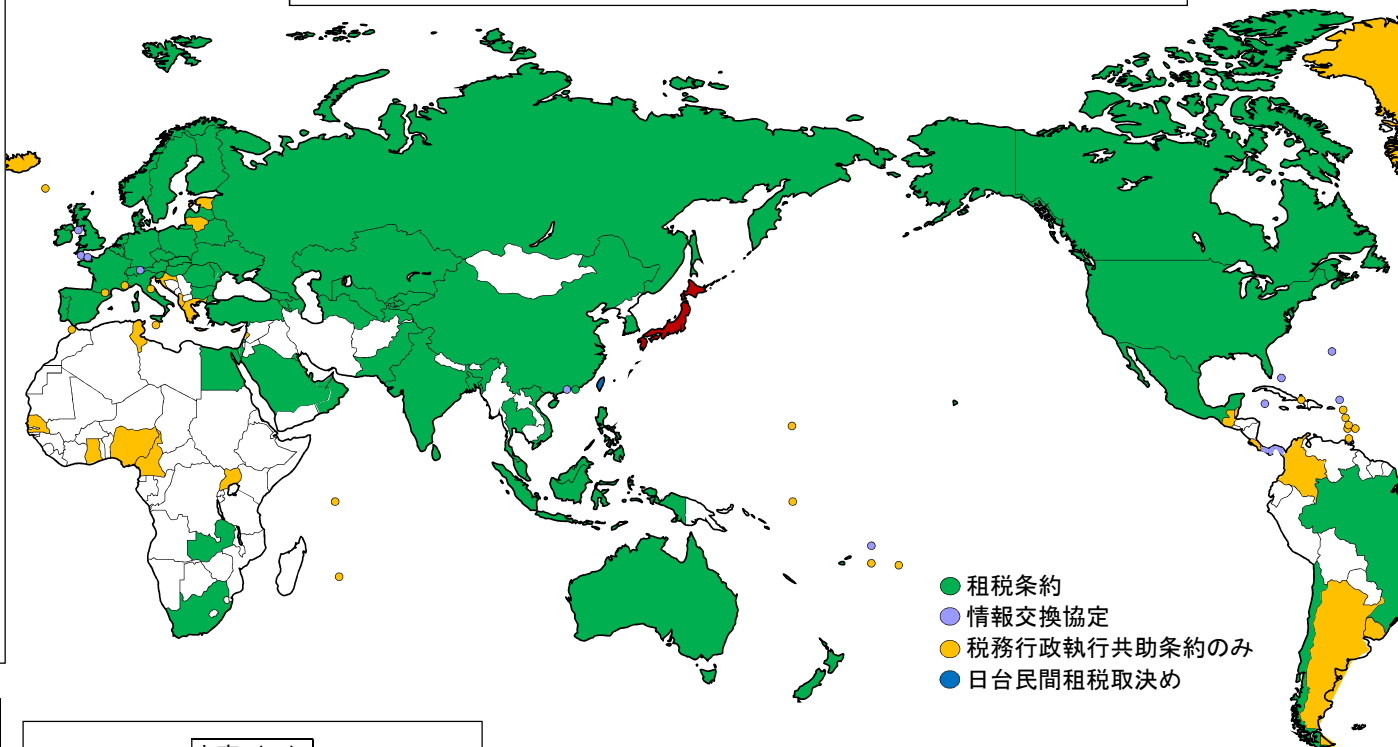 租税条約
情報交換協定
税務行政執行共助条約のみ
日台民間租税取決め